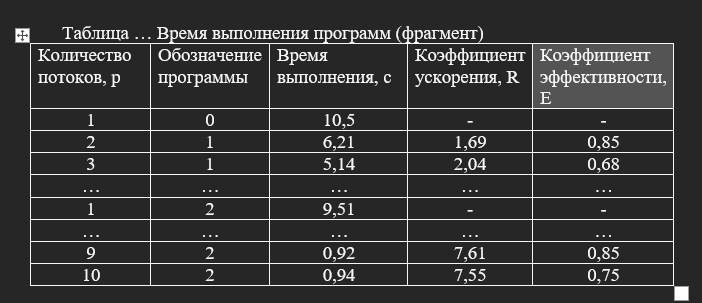 Таблица … Время выполнения программ (фрагмент)
Количество потоков, p Обозначение программы Время выполнения, с Коэффициент ускорения, R Коэффициент эффективности, E
1 0 10,5 - -
2 1 6,21 1,69 0,85
3 1 5,14 2,04 0,68
… … … … …
1 2 9,51 - -
… … … … …
9 2 0,92 7,61 0,85
10 2 0,94 7,55 0,75